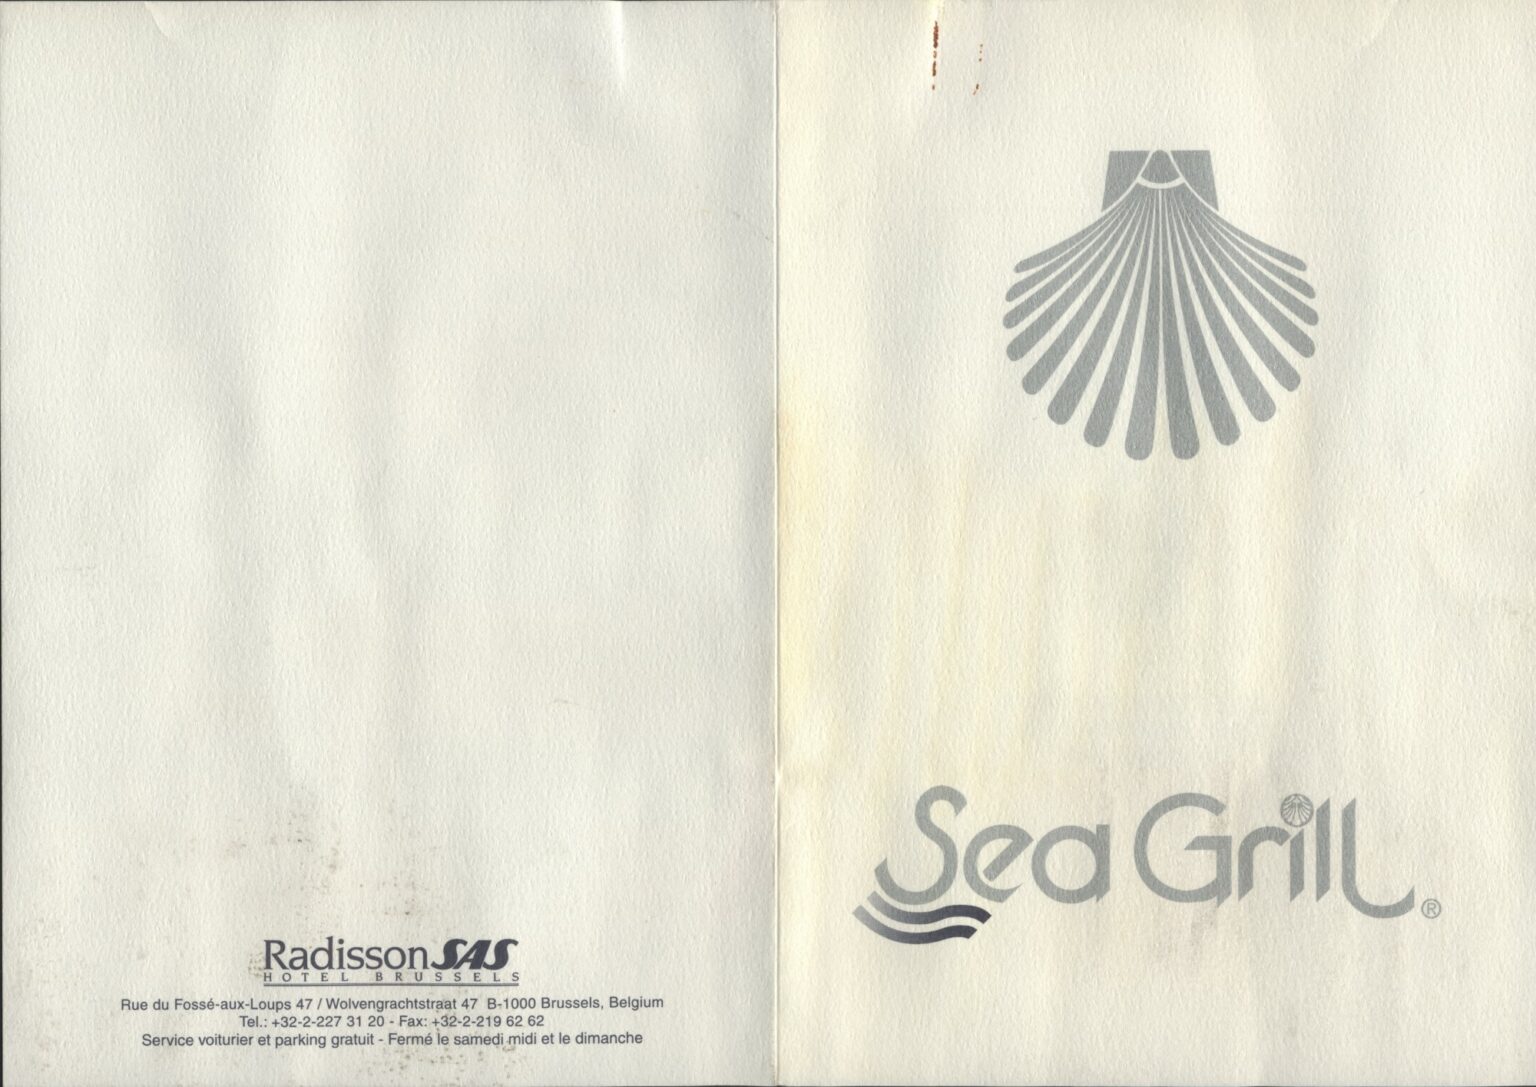 Radisson SAS
HOTEL BRUSSELS
Rue du Fossé-aux-Loups 47 / Wolvengrachtstraat 47 B-1000 Brussels, Belgium
Tel.: +32-2-227 31 20 - Fax: +32-2-219 62 62
Service voiturier et parking gratuit - Fermé le samedi midi et le dimanche
Sea Grill ®